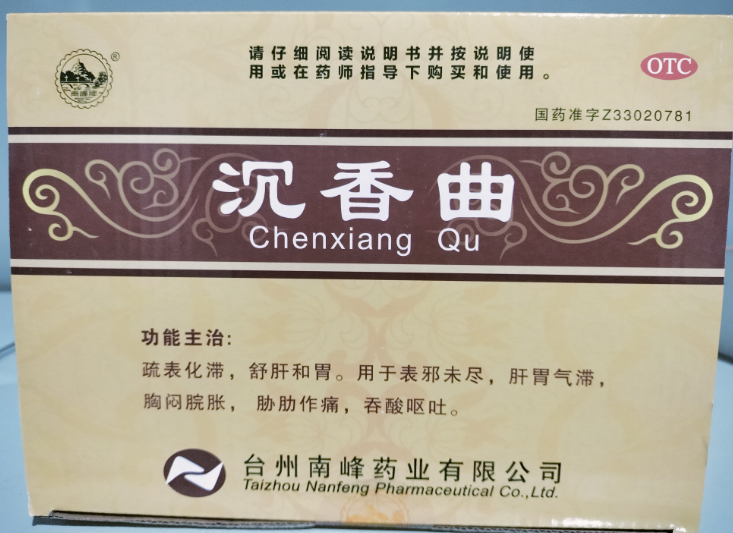 请仔细阅读说明书并按说明使
用或在药师指导下购买和使用。
OTC
国药准字Z33020781
沉香曲
Chenxiang Qu
功能主治:
疏表化滞，舒肝和胃。用于表邪未尽，肝胃气滞，
胸闷脘胀，胁肋作痛，吞酸呕吐。
台州南峰药业有限公司
Taizhou Nanfeng Pharmaceutical Co.,Ltd.